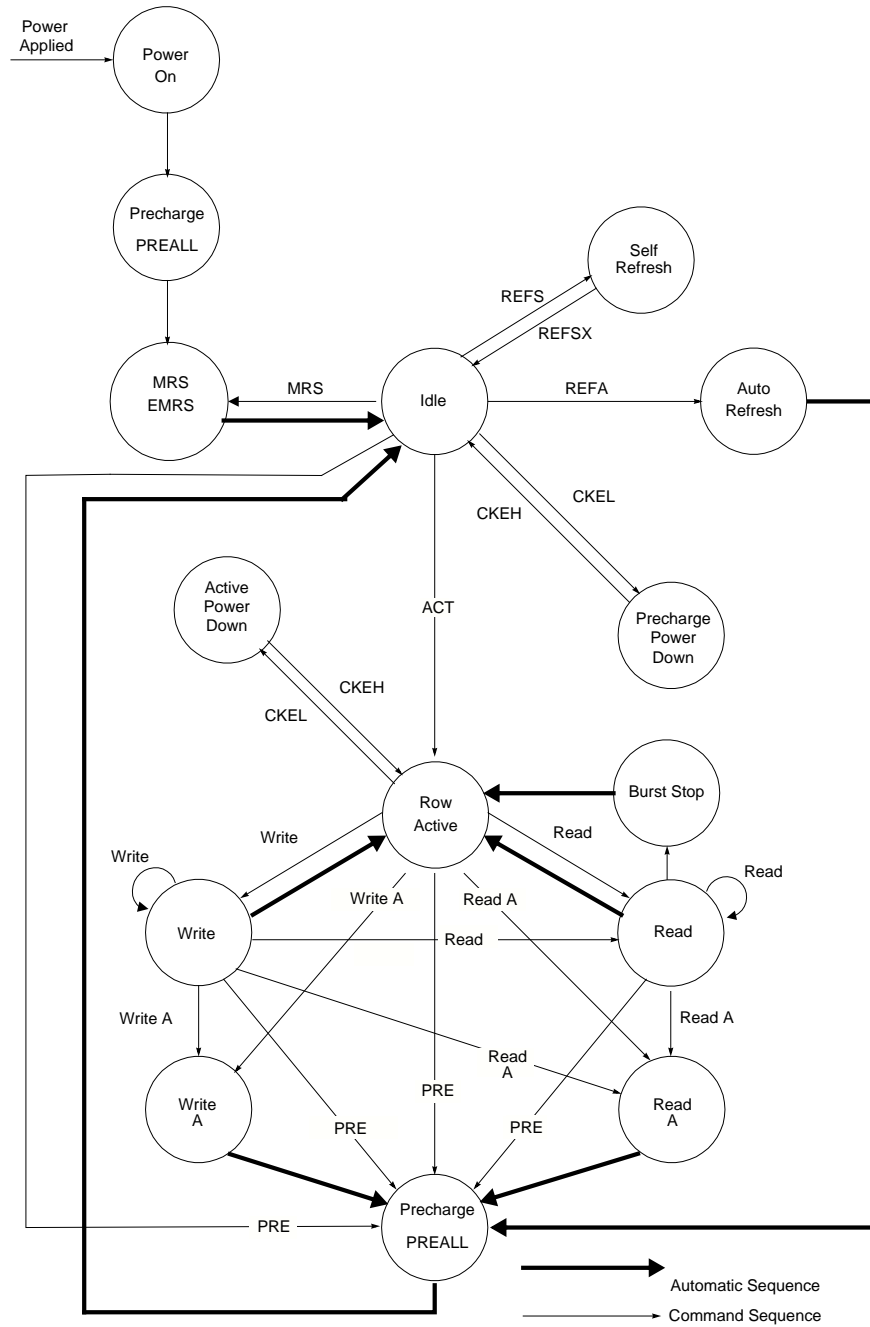 Power
Applied
Power
On
Precharge
PREALL
Self
Refresh
REFS
REFSX
MRS
EMRS
MRS
Idle
REFA
Auto
Refresh
CKEL
CKEH
Active
Power
Down
ACT
Precharge
Power
Down
CKEH
CKEL
Row
Active
Burst Stop
Write
Read
Write
Write A
Read A
Read
Write
Read
Read
Write A
Read
A
Read A
Write
A
PRE
Read
A
PRE
PRE
Precharge
PREALL
PRE
Automatic Sequence
Command Sequence